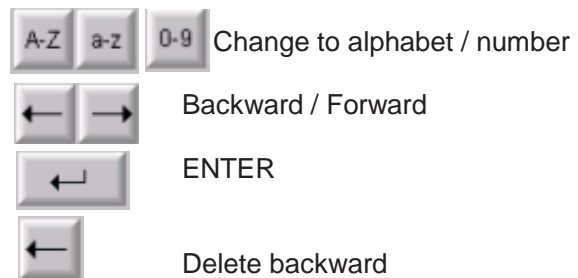 A-Z a-z 0-9 Change to alphabet / number
Backward / Forward
ENTER
Delete backward